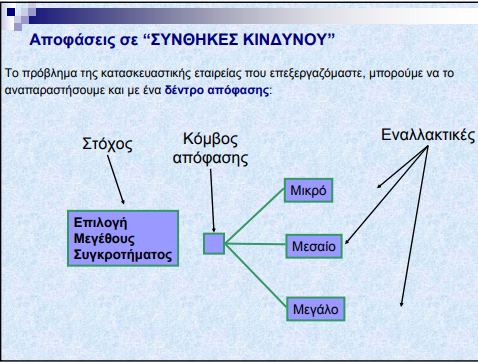 Αποφάσεις σε “ΣΥΝΘΗΚΕΣ ΚΙΝΔΥΝΟΥ”
Το πρόβλημα της κατασκευαστικής εταιρείας που επεξεργαζόμαστε, μπορούμε να το
αναπαραστήσουμε και με ένα δέντρο απόφασης:
Στόχος
Κόμβος
απόφασης
Εναλλακτικές
Επιλογή
Μεγέθους
Συγκροτήματος
Μικρό
Μεσαίο
Μεγάλο